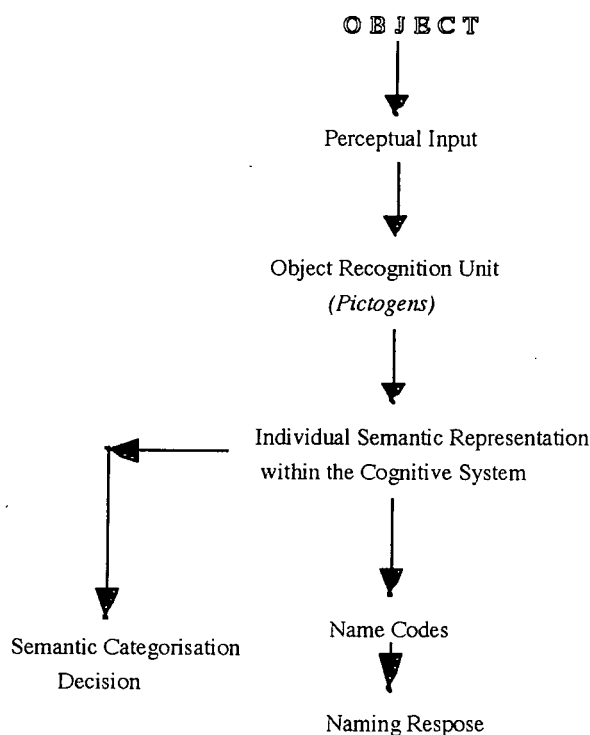 OBJECT
Perceptual Input
Object Recognition Unit
(Pictogens)
Individual Semantic Representation
within the Cognitive System
Semantic Categorisation
Decision
Name Codes
Naming Respose